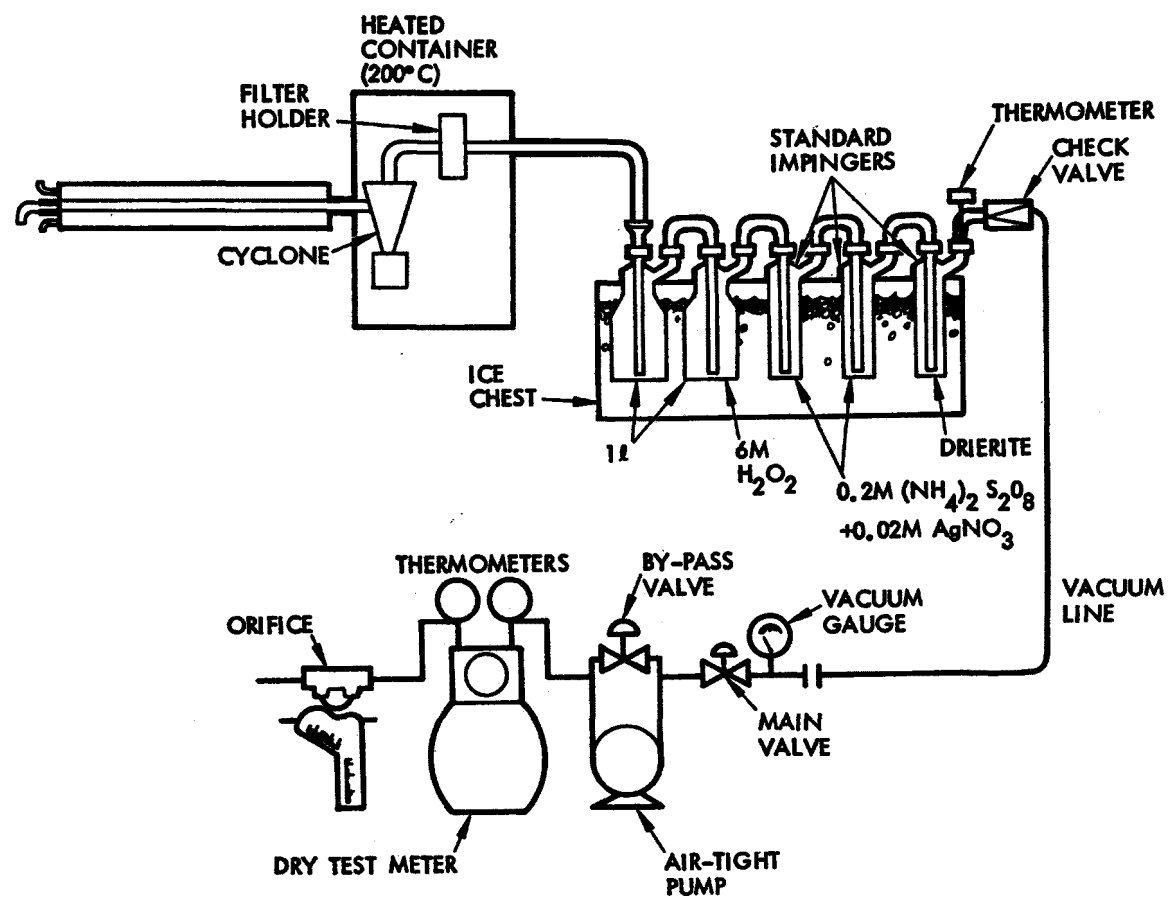 HEATED
CONTAINER
(200°C)
FILTER
HOLDER
CYCLONE
STANDARD
IMPINGERS
THERMOMETER
CHECK
VALVE
ICE
CHEST
1ℓ
6M
H₂O₂
DRIERITE
0.2M (NH₄)₂ S₂O₈
+0.02M AgNO₃
THERMOMETERS
BY-PASS
VALVE
VACUUM
GAUGE
VACUUM
LINE
ORIFICE
MAIN
VALVE
DRY TEST METER
AIR-TIGHT
PUMP